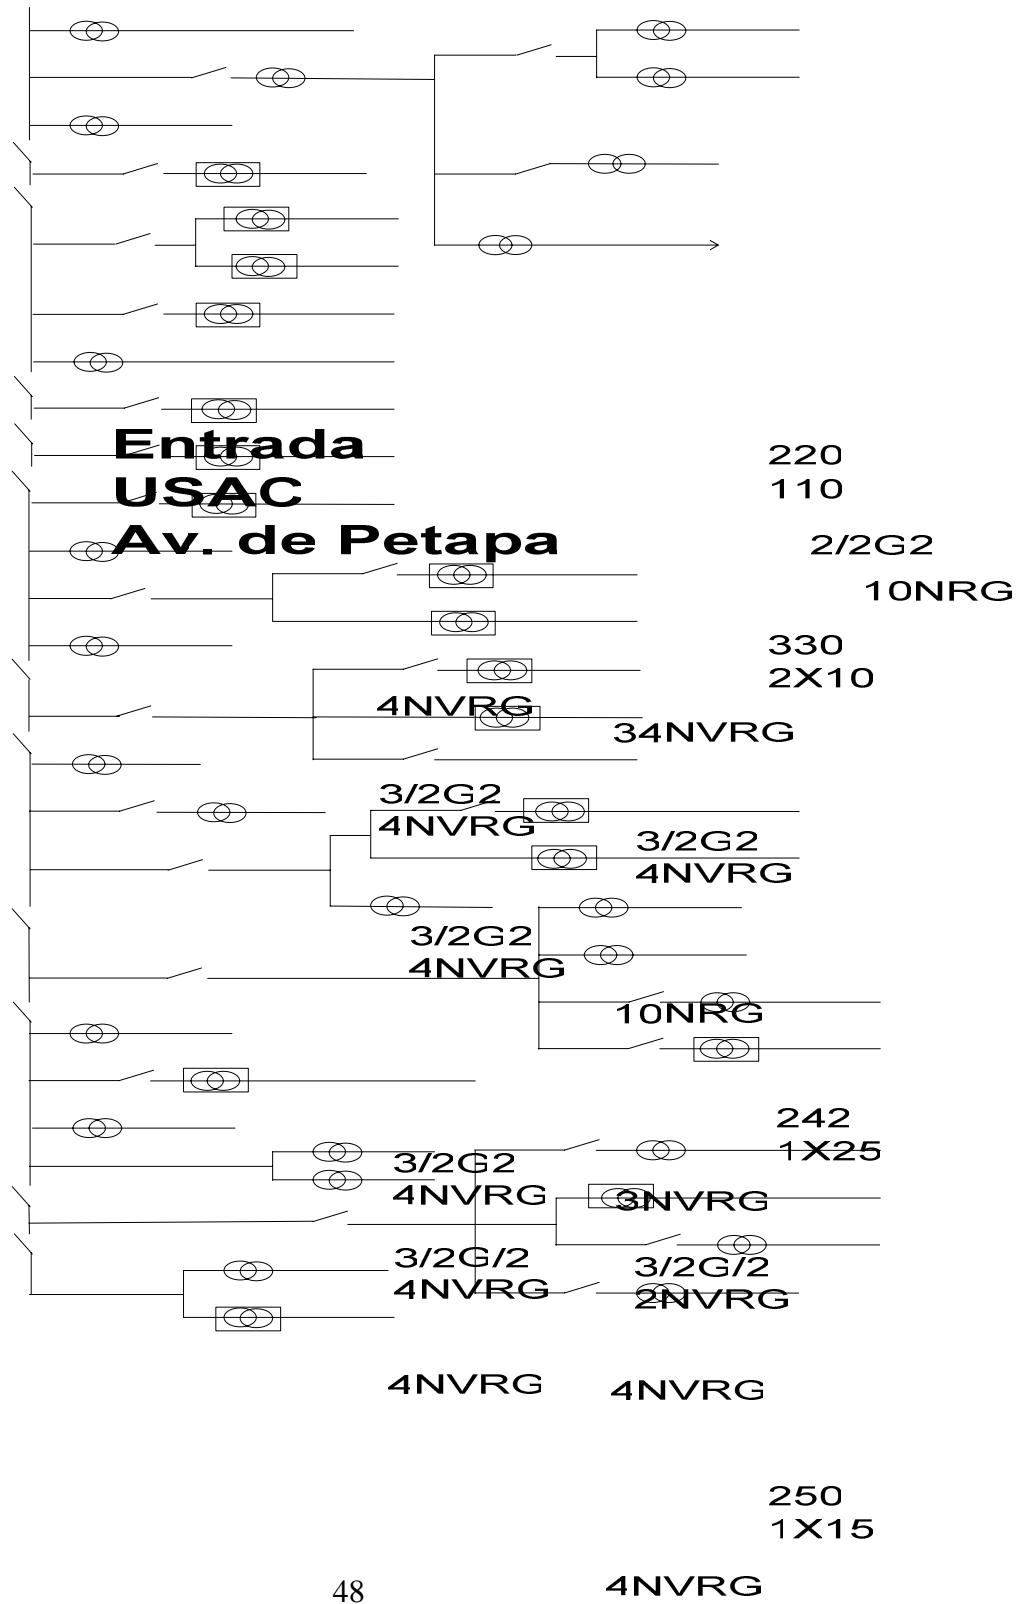 Entrada
USAC
Av. de Petapa
220
110
2/2G2
10NRG
330
2X10
4NVRG
34NVRG
3/2G2
4NVRG
3/2G2
4NVRG
3/2G2
4NVRG
10NRG
242
1X25
3/2G2
4NVRG
3NVRG
3/2G/2
4NVRG
3/2G/2
2NVRG
4NVRG
4NVRG
250
1X15
4NVRG
48